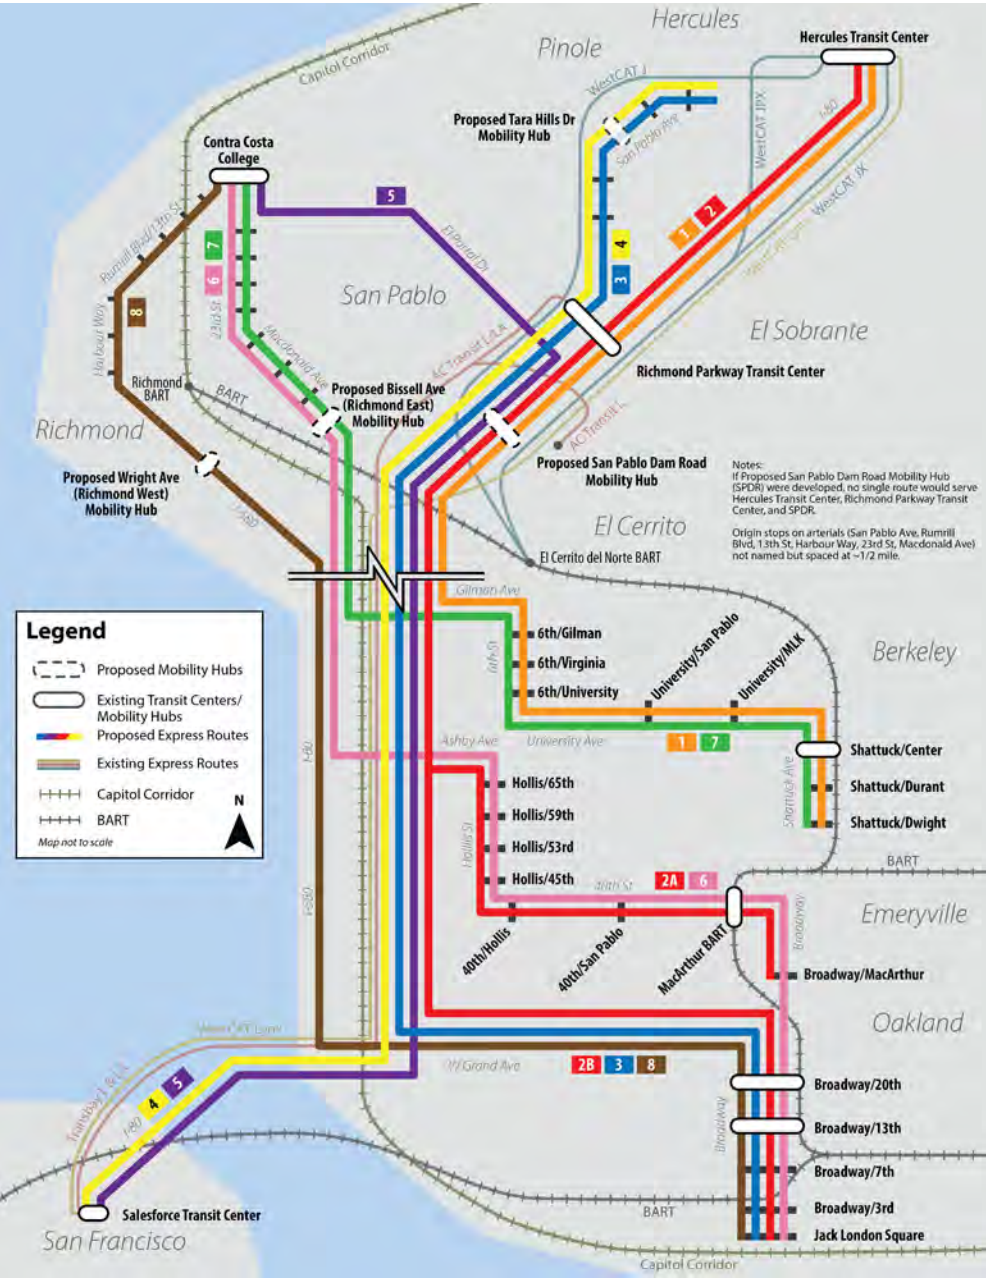 Hercules
Pinole
Hercules Transit Center
Capitol Corridor
WestCAT J
I-80
Proposed Tara Hills Dr
Mobility Hub
San Pablo Ave
WestCAT JPX
WestCAT JX
Contra Costa
College
5
1
2
Rumrill Blvd/13th St
El Portal Dr
7
4
6
3
San Pablo
23rd St
8
Harbour Way
Macdonald Ave
AC Transit L/LA
El Sobrante
Richmond Parkway Transit Center
Richmond
BART
BART
Proposed Bissell Ave
(Richmond East)
Mobility Hub
AC Transit L
Richmond
Proposed Wright Ave
(Richmond West)
Mobility Hub
Proposed San Pablo Dam Road
Mobility Hub
Notes:
If Proposed San Pablo Dam Road Mobility Hub
(SPDR) were developed, no single route would serve
Hercules Transit Center, Richmond Parkway Transit
Center, and SPDR.
Origin stops on arterials (San Pablo Ave, Rumrill
Blvd, 13th St, Harbour Way, 23rd St, Macdonald Ave)
not named but spaced at ~1/2 mile.
I-580
El Cerrito
El Cerrito del Norte BART
Gilman Ave
Legend
Proposed Mobility Hubs
Existing Transit Centers/
Mobility Hubs
Proposed Express Routes
Existing Express Routes
Capitol Corridor
BART
Map not to scale
N
6th St
6th/Gilman
6th/Virginia
6th/University
University/San Pablo
University/MLK
Berkeley
Ashby Ave
University Ave
1
7
I-80
Shattuck Ave
Shattuck/Center
Shattuck/Durant
Shattuck/Dwight
Hollis St
Hollis/65th
Hollis/59th
Hollis/53rd
Hollis/45th
BART
I-880
40th St
2A
6
40th/Hollis
40th/San Pablo
MacArthur BART
Broadway
Emeryville
Broadway/MacArthur
Oakland
Transbay L & LA
W Grand Ave
2B
3
8
4
5
I-80
Broadway
Broadway/20th
Broadway/13th
Broadway/7th
Broadway/3rd
Jack London Square
BART
Salesforce Transit Center
San Francisco
Capitol Corridor